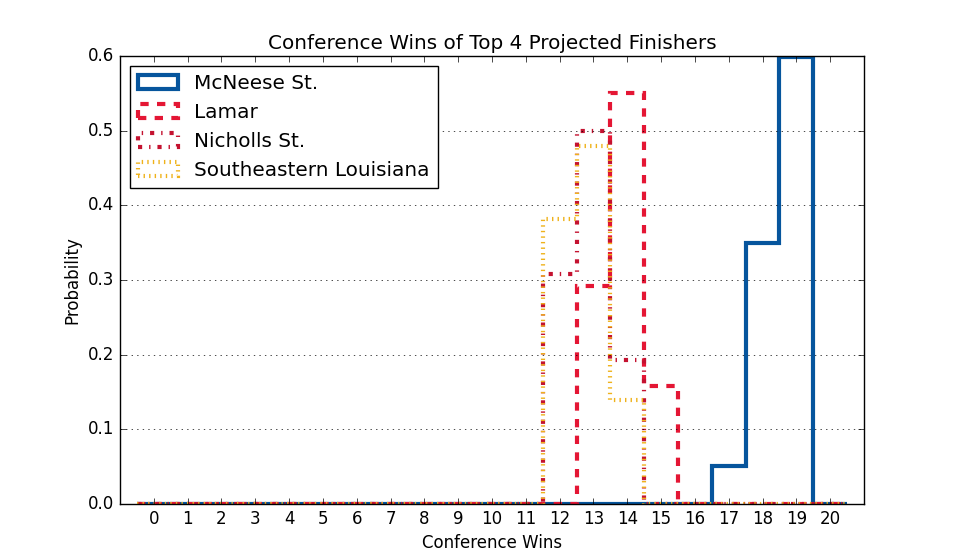 Conference Wins of Top 4 Projected Finishers
McNeese St.
Lamar
Nicholls St.
Southeastern Louisiana
0.6
0.5
0.4
0.3
0.2
0.1
0.0
Probability
0 1 2 3 4 5 6 7 8 9 10 11 12 13 14 15 16 17 18 19 20
Conference Wins